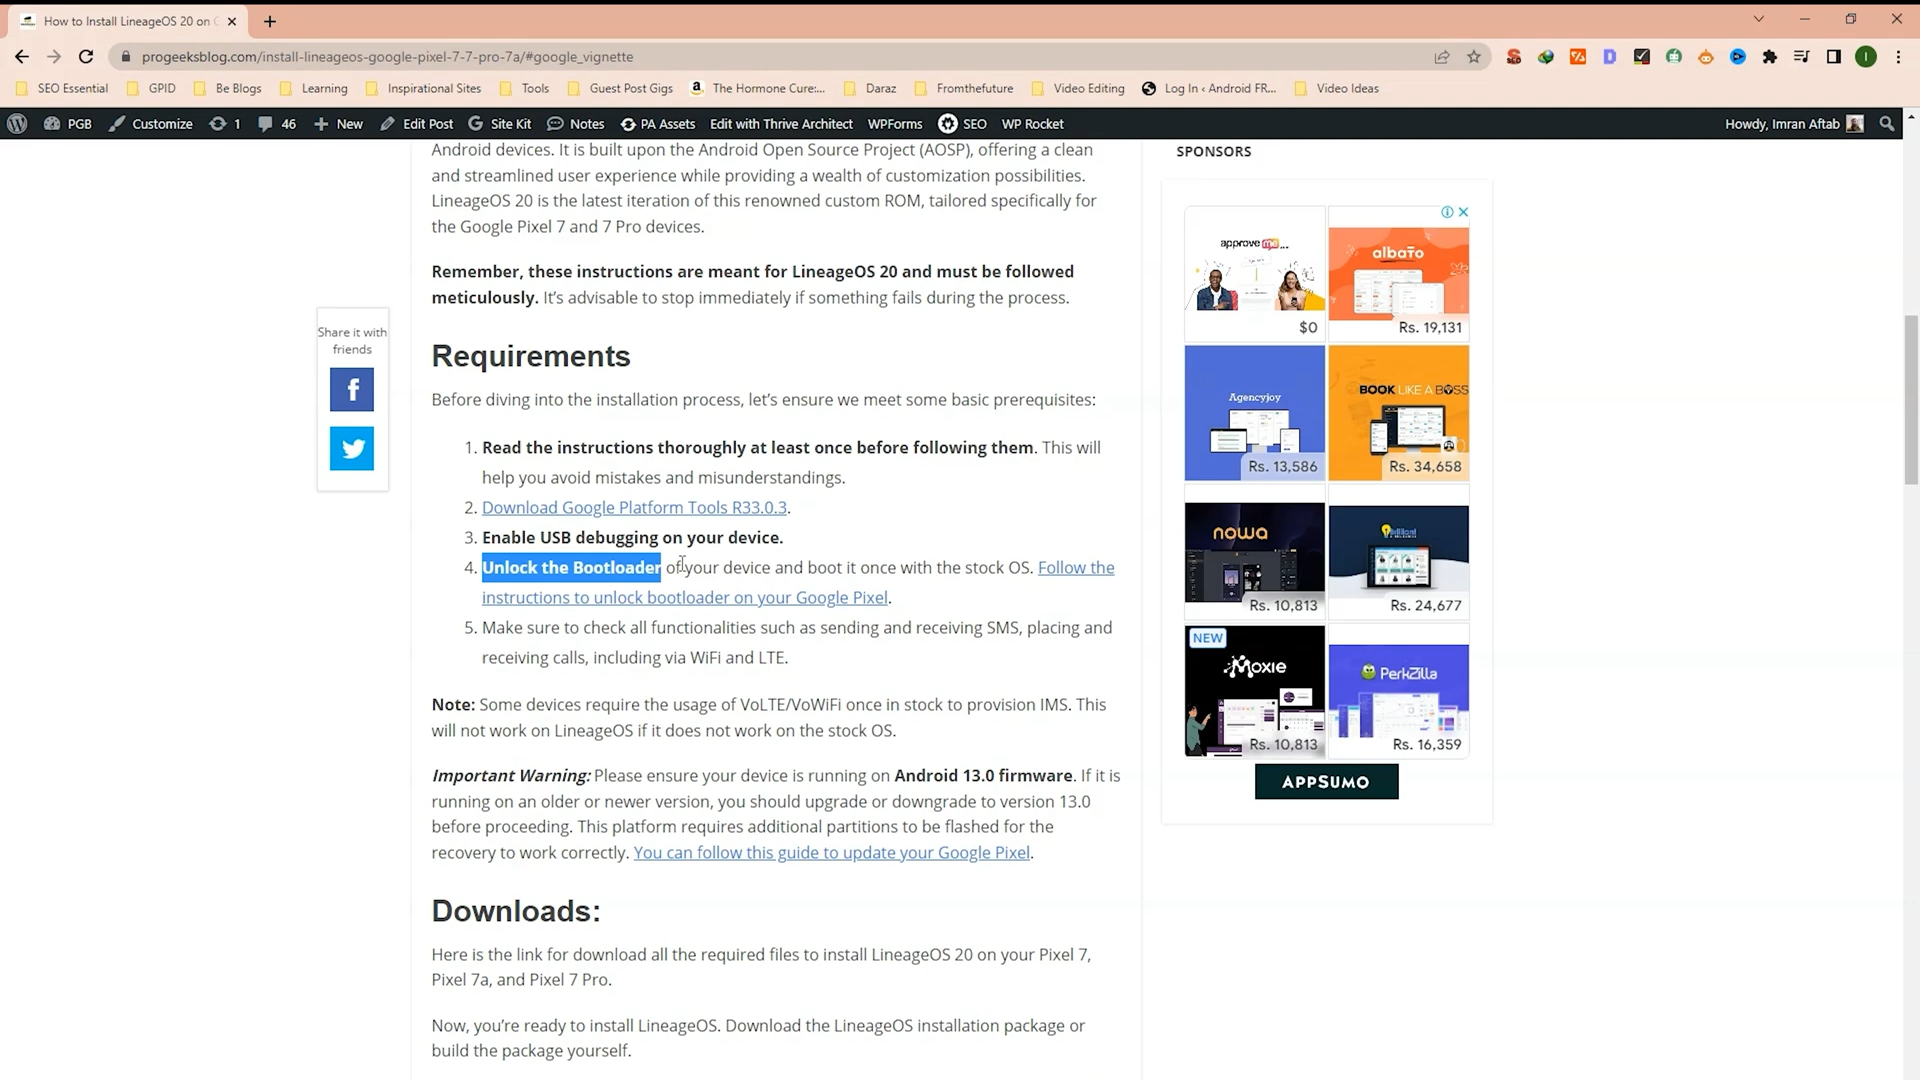 How to Install LineageOS 20 on G
progeeksblog.com/install-lineageos-google-pixel-7-7-pro-7a/#google_vignette
SEO Essential
GPID
Be Blogs
Learning
Inspirational Sites
Tools
Guest Post Gigs
The Hormone Cure:...
Daraz
Fromthefuture
Video Editing
Log In ‹ Android FR...
Video Ideas
PGB
Customize
1
46
New
Edit Post
Site Kit
Notes
PA Assets
Edit with Thrive Architect
WPForms
SEO
WP Rocket
Howdy, Imran Aftab
Android devices. It is built upon the Android Open Source Project (AOSP), offering a clean
and streamlined user experience while providing a wealth of customization possibilities.
LineageOS 20 is the latest iteration of this renowned custom ROM, tailored specifically for
the Google Pixel 7 and 7 Pro devices.
Remember, these instructions are meant for LineageOS 20 and must be followed
meticulously. It’s advisable to stop immediately if something fails during the process.
Share it with
friends
Requirements
Before diving into the installation process, let’s ensure we meet some basic prerequisites:
1. Read the instructions thoroughly at least once before following them. This will
help you avoid mistakes and misunderstandings.
2. Download Google Platform Tools R33.0.3.
3. Enable USB debugging on your device.
4. Unlock the Bootloader of your device and boot it once with the stock OS. Follow the
instructions to unlock bootloader on your Google Pixel.
5. Make sure to check all functionalities such as sending and receiving SMS, placing and
receiving calls, including via WiFi and LTE.
Note: Some devices require the usage of VoLTE/VoWiFi once in stock to provision IMS. This
will not work on LineageOS if it does not work on the stock OS.
Important Warning: Please ensure your device is running on Android 13.0 firmware. If it is
running on an older or newer version, you should upgrade or downgrade to version 13.0
before proceeding. This platform requires additional partitions to be flashed for the
recovery to work correctly. You can follow this guide to update your Google Pixel.
Downloads:
Here is the link for download all the required files to install LineageOS 20 on your Pixel 7,
Pixel 7a, and Pixel 7 Pro.
Now, you’re ready to install LineageOS. Download the LineageOS installation package or
build the package yourself.
SPONSORS
approve me...
$0
albato
Rs. 19,131
Agencyjoy
Rs. 13,586
BOOK LIKE A BOSS
Rs. 34,658
nowa
Rs. 10,813
Rs. 24,677
NEW
Moxie
Rs. 10,813
PerkZilla
Rs. 16,359
APPSUMO